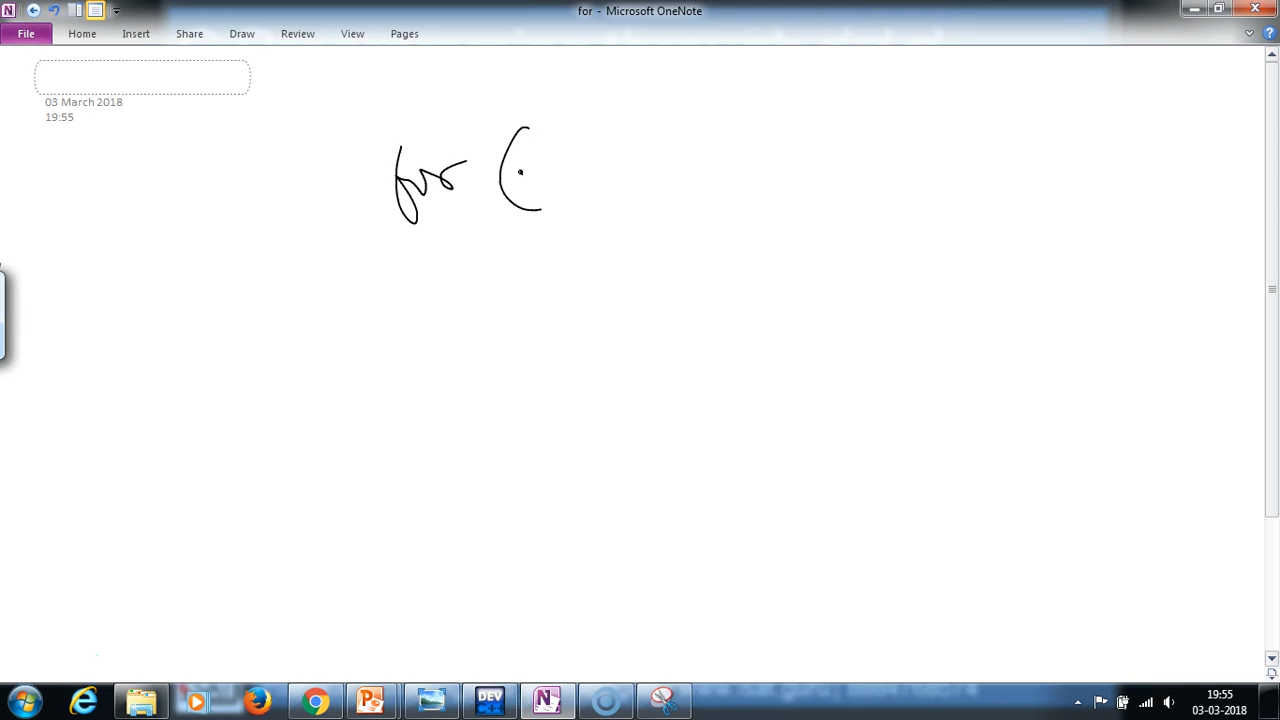 for - Microsoft OneNote
File Home Insert Share Draw Review View Pages
03 March 2018
19:55
for (
DEV
C++
19:55
03-03-2018